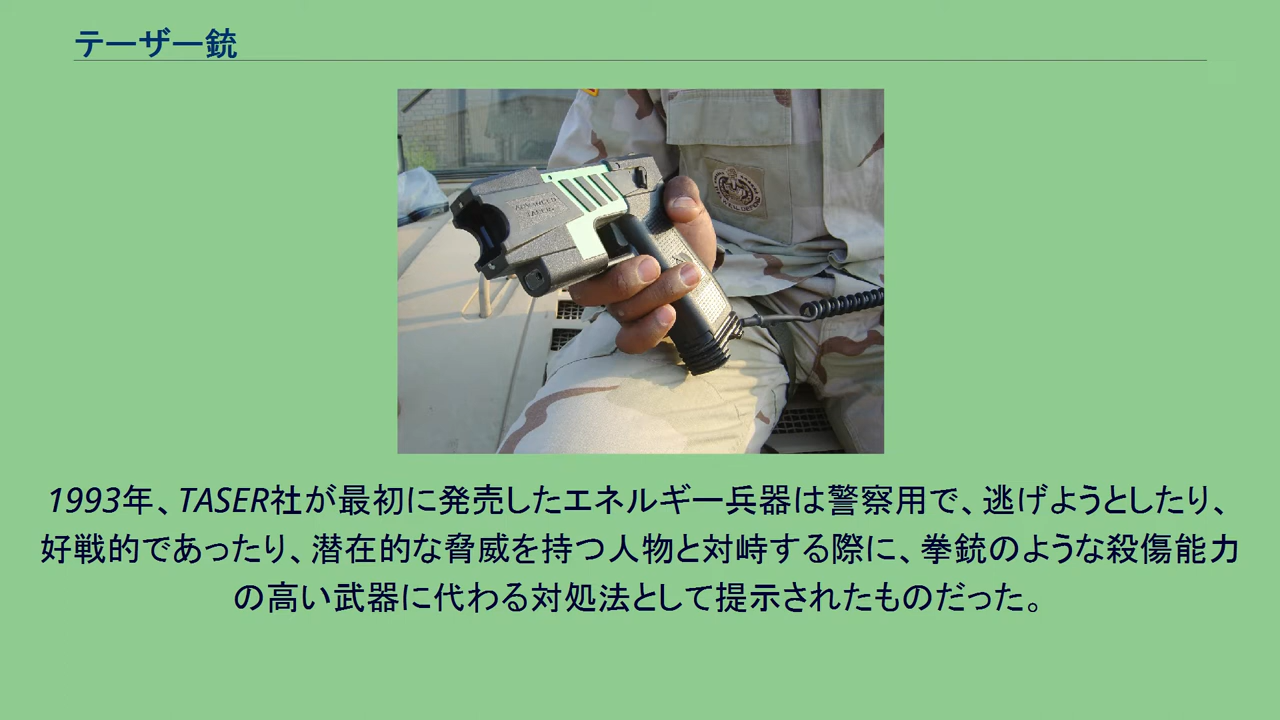 テーザー銃
ADVANCED
TASER
1993年、TASER社が最初に発売したエネルギー兵器は警察用で、逃げようとしたり、
好戦的であったり、潜在的な脅威を持つ人物と対峙する際に、拳銃のような殺傷能力
の高い武器に代わる対処法として提示されたものだった。